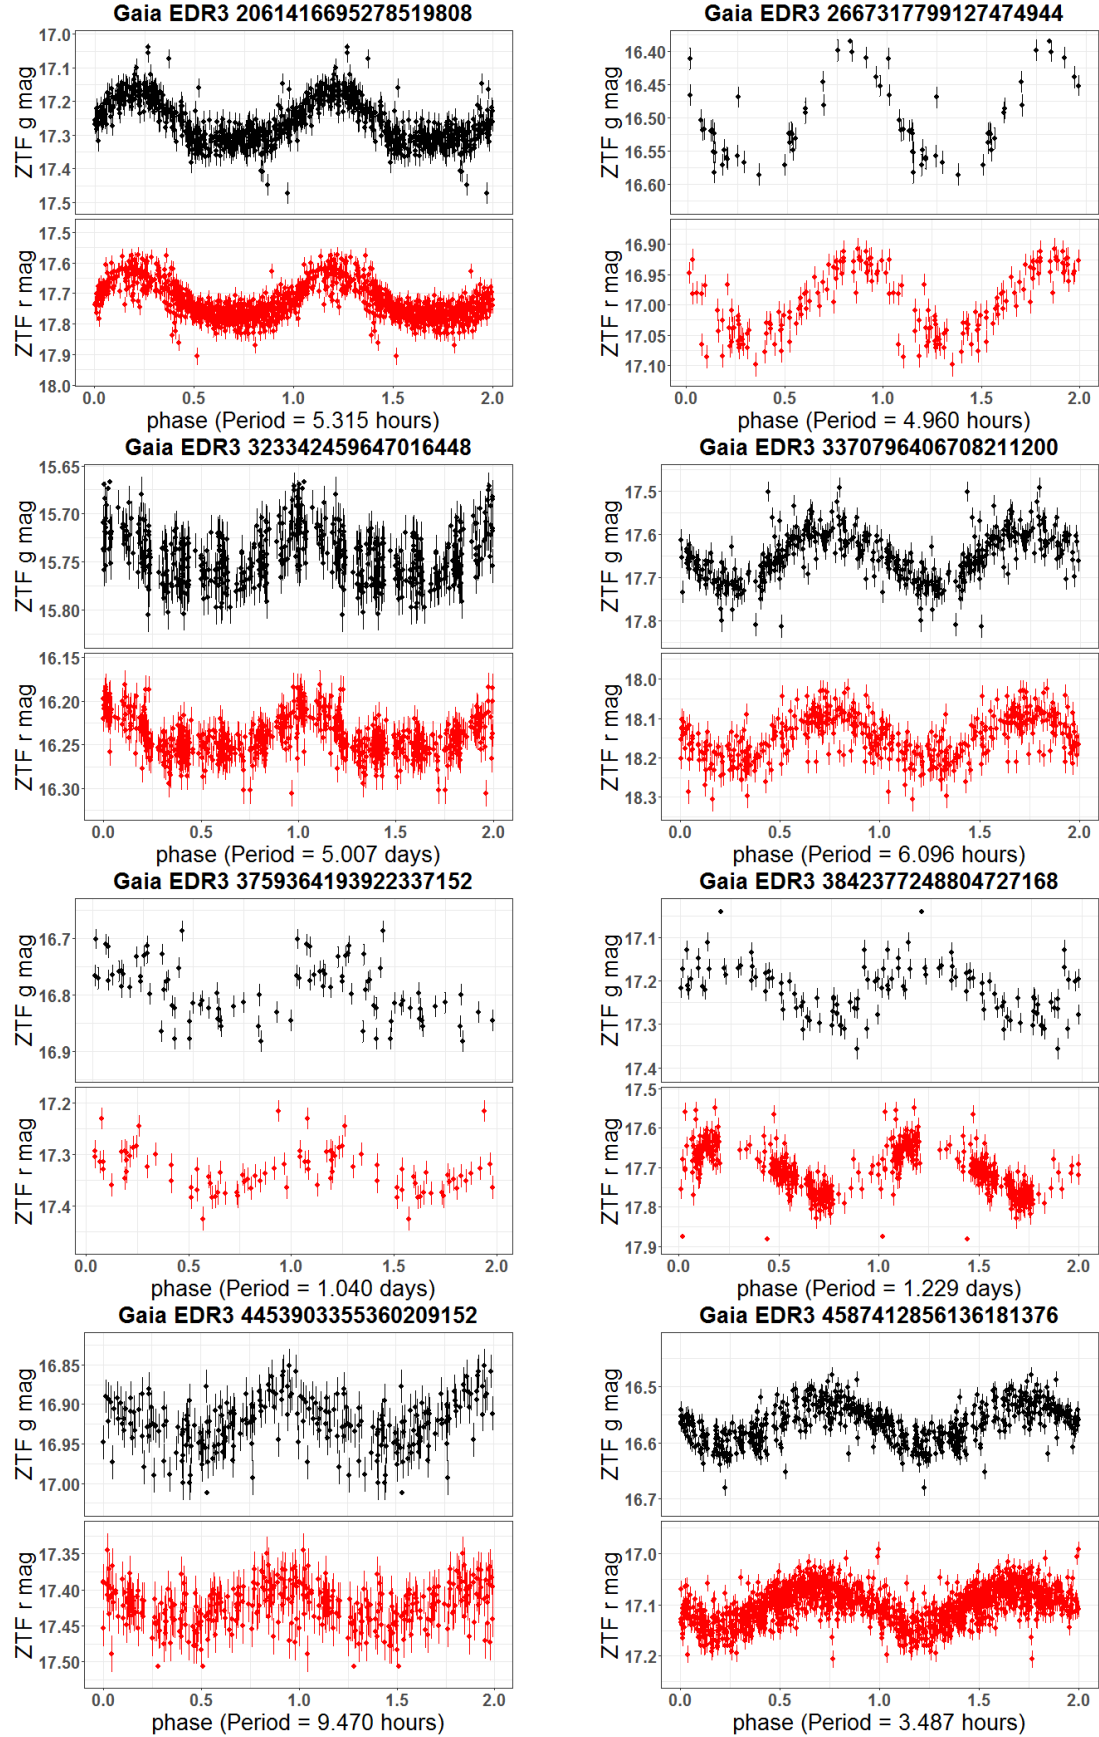 Gaia EDR3 2061416695278519808
17.0
17.1
17.2
17.3
17.4
17.5
ZTF g mag
17.5
17.6
17.7
17.8
17.9
18.0
ZTF r mag
0.0 0.5 1.0 1.5 2.0
phase (Period = 5.315 hours)
Gaia EDR3 2667317799127474944
16.40
16.45
16.50
16.55
16.60
ZTF g mag
16.90
16.95
17.00
17.05
17.10
ZTF r mag
0.0 0.5 1.0 1.5 2.0
phase (Period = 4.960 hours)
Gaia EDR3 323342459647016448
15.65
15.70
15.75
15.80
ZTF g mag
16.15
16.20
16.25
16.30
ZTF r mag
0.0 0.5 1.0 1.5 2.0
phase (Period = 5.007 days)
Gaia EDR3 3370796406708211200
17.5
17.6
17.7
17.8
ZTF g mag
18.0
18.1
18.2
18.3
ZTF r mag
0.0 0.5 1.0 1.5 2.0
phase (Period = 6.096 hours)
Gaia EDR3 3759364193922337152
16.7
16.8
16.9
ZTF g mag
17.2
17.3
17.4
ZTF r mag
0.0 0.5 1.0 1.5 2.0
phase (Period = 1.040 days)
Gaia EDR3 3842377248804727168
17.1
17.2
17.3
17.4
ZTF g mag
17.5
17.6
17.7
17.8
17.9
ZTF r mag
0.0 0.5 1.0 1.5 2.0
phase (Period = 1.229 days)
Gaia EDR3 4453903355360209152
16.85
16.90
16.95
17.00
ZTF g mag
17.35
17.40
17.45
17.50
ZTF r mag
0.0 0.5 1.0 1.5 2.0
phase (Period = 9.470 hours)
Gaia EDR3 4587412856136181376
16.5
16.6
16.7
ZTF g mag
17.0
17.1
17.2
ZTF r mag
0.0 0.5 1.0 1.5 2.0
phase (Period = 3.487 hours)